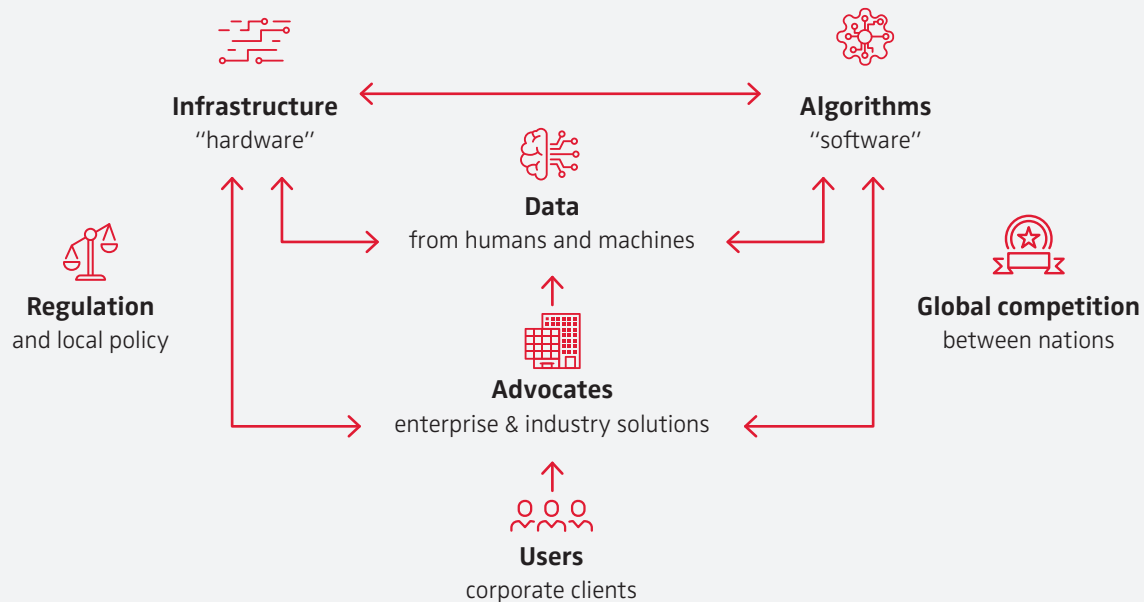 Infrastructure
“hardware”
Algorithms
“software”
Data
from humans and machines
Regulation
and local policy
Global competition
between nations
Advocates
enterprise & industry solutions
Users
corporate clients